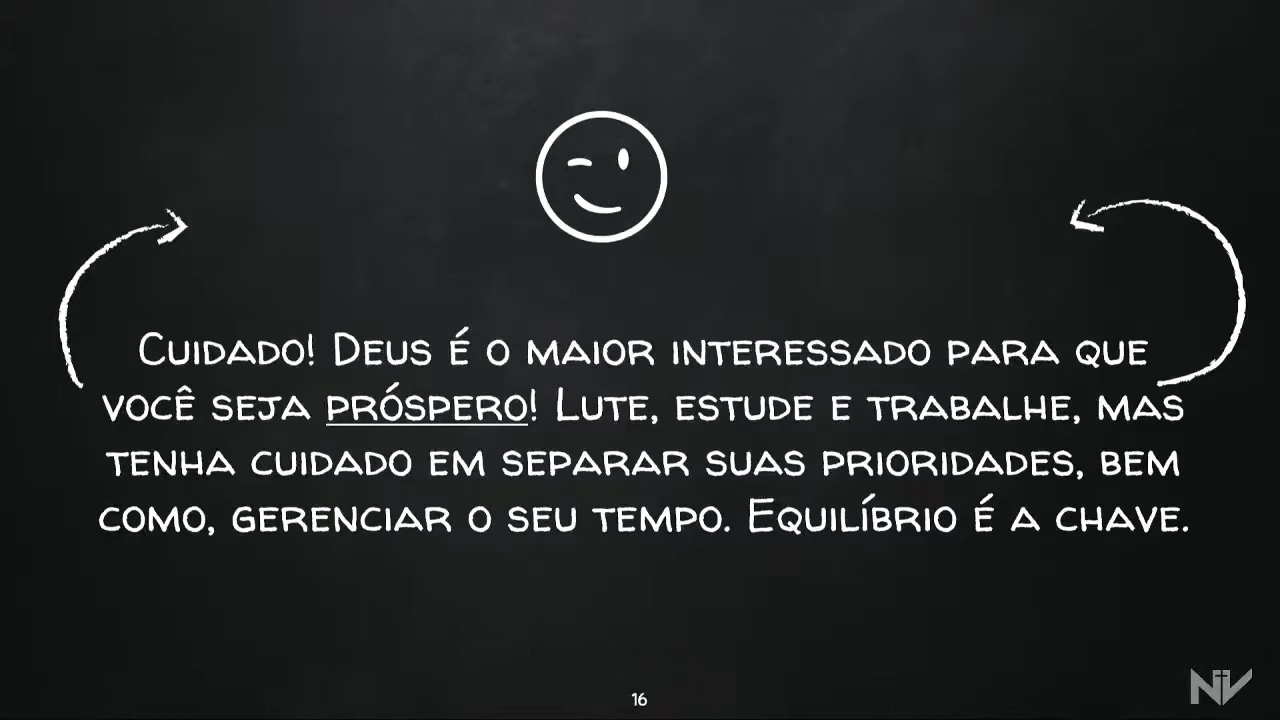 Cuidado! Deus é o maior interessado para que
você seja próspero! Lute, estude e trabalhe, mas
tenha cuidado em separar suas prioridades, bem
como, gerenciar o seu tempo. Equilíbrio é a chave.
16
NV